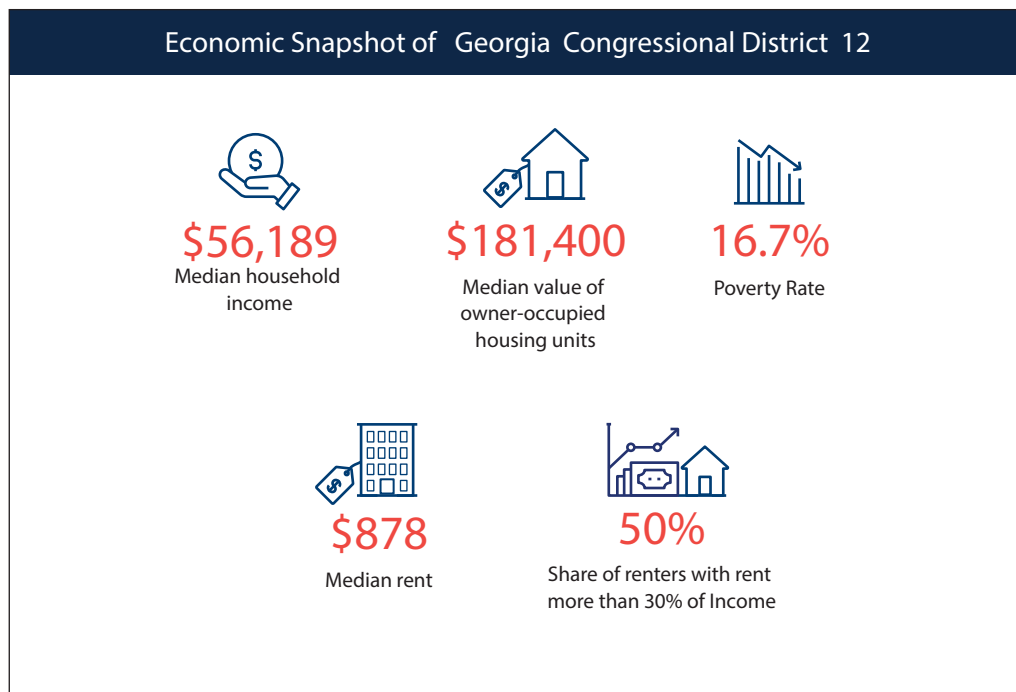 Economic Snapshot of Georgia Congressional District 12
$
$
$56,189
Median household
income
$181,400
Median value of
owner-occupied
housing units
16.7%
Poverty Rate
$
$878
Median rent
50%
Share of renters with rent
more than 30% of Income